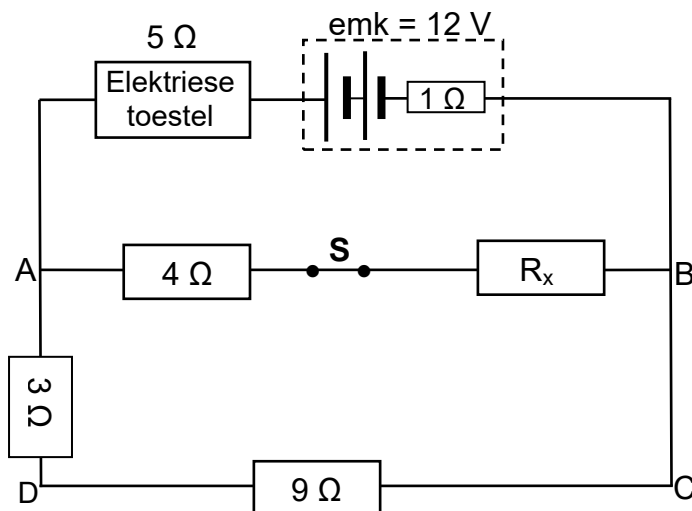 emk = 12 V
5 Ω
Elektriese
toestel
1 Ω
S
A
4 Ω
Rₓ
B
3 Ω
D
9 Ω
C